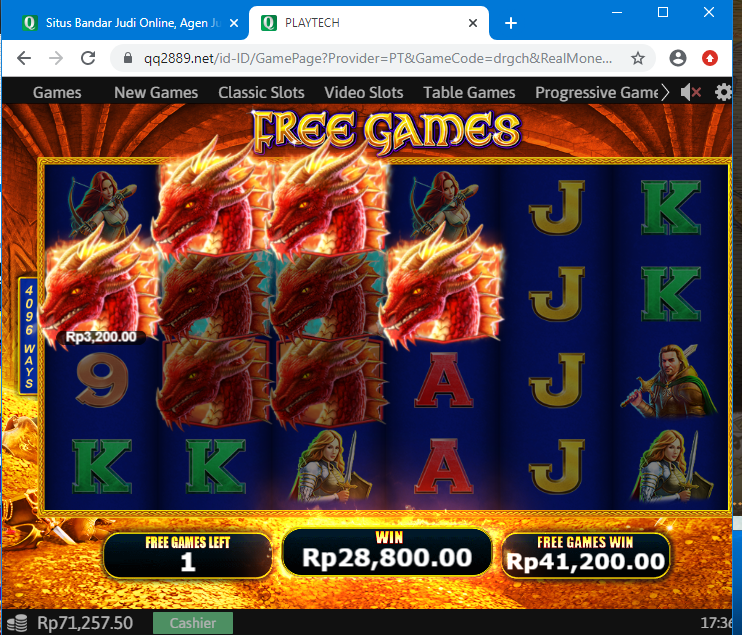 Situs Bandar Judi Online, Agen Ju
PLAYTECH
qq2889.net/id-ID/GamePage?Provider=PT&GameCode=drgch&RealMone...
Games New Games Classic Slots Video Slots Table Games Progressive Game
FREE GAMES
J K
4096 WAYS
J K
Rp3,200.00
9 A J
K K A J
FREE GAMES LEFT
1
WIN
Rp28,800.00
FREE GAMES WIN
Rp41,200.00
Rp71,257.50 Cashier 17:36